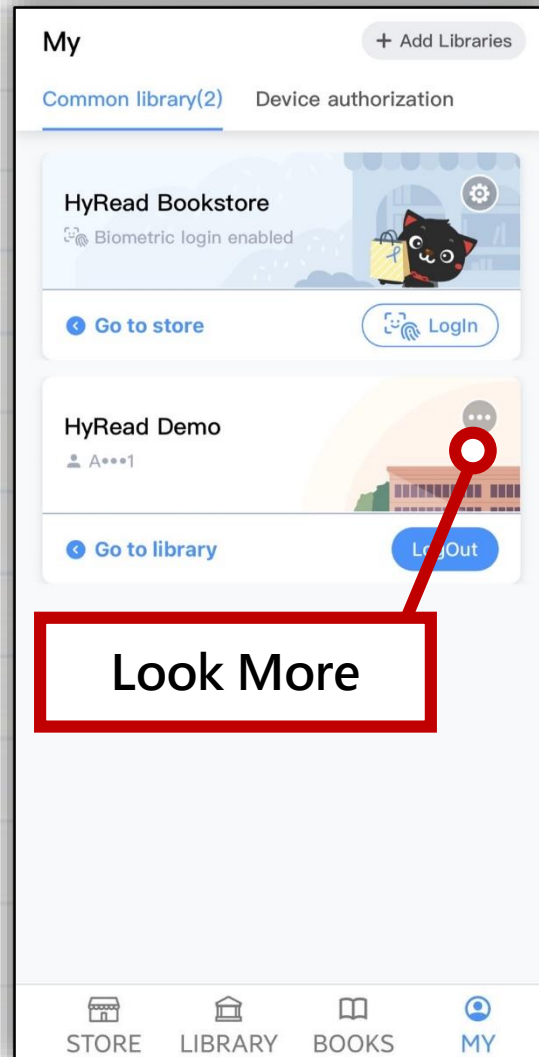 My
+ Add Libraries
Common library(2) Device authorization
HyRead Bookstore
Biometric login enabled
Go to store
LogIn
HyRead Demo
A•••1
Go to library
LogOut
Look More
STORE LIBRARY BOOKS MY